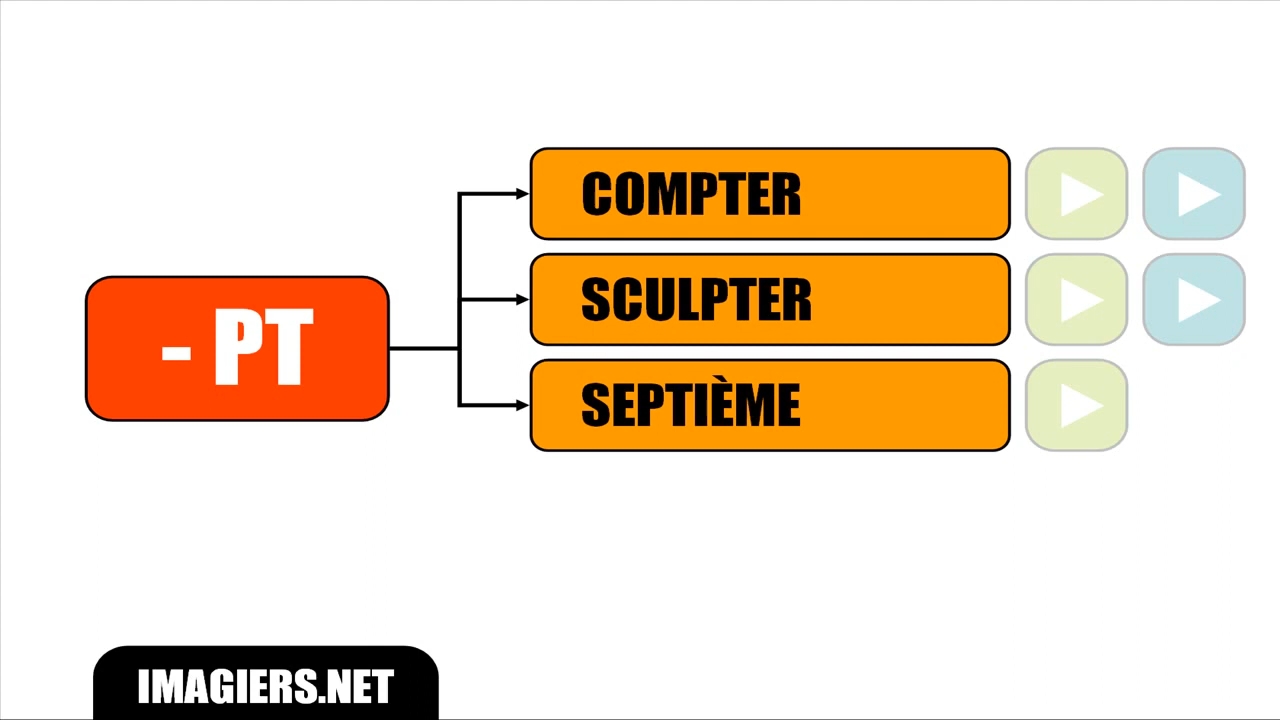 COMPTER
SCULPTER
- PT
SEPTIÈME
IMAGIERS.NET